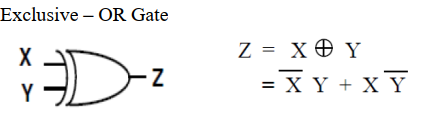 Exclusive – OR Gate
X
Y
Z
Z = X ⊕ Y
= X̅ Y + X Y̅